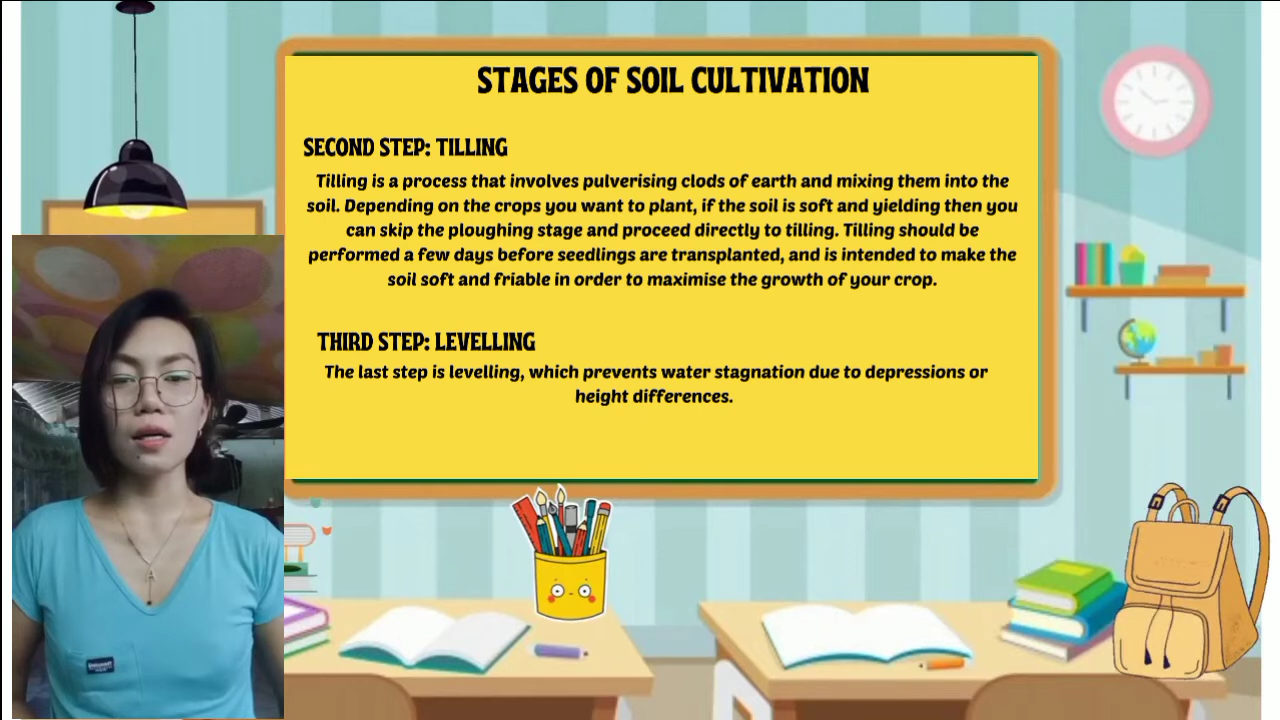 STAGES OF SOIL CULTIVATION
SECOND STEP: TILLING
Tilling is a process that involves pulverising clods of earth and mixing them into the
soil. Depending on the crops you want to plant, if the soil is soft and yielding then you
can skip the ploughing stage and proceed directly to tilling. Tilling should be
performed a few days before seedlings are transplanted, and is intended to make the
soil soft and friable in order to maximise the growth of your crop.
THIRD STEP: LEVELLING
The last step is levelling, which prevents water stagnation due to depressions or
height differences.